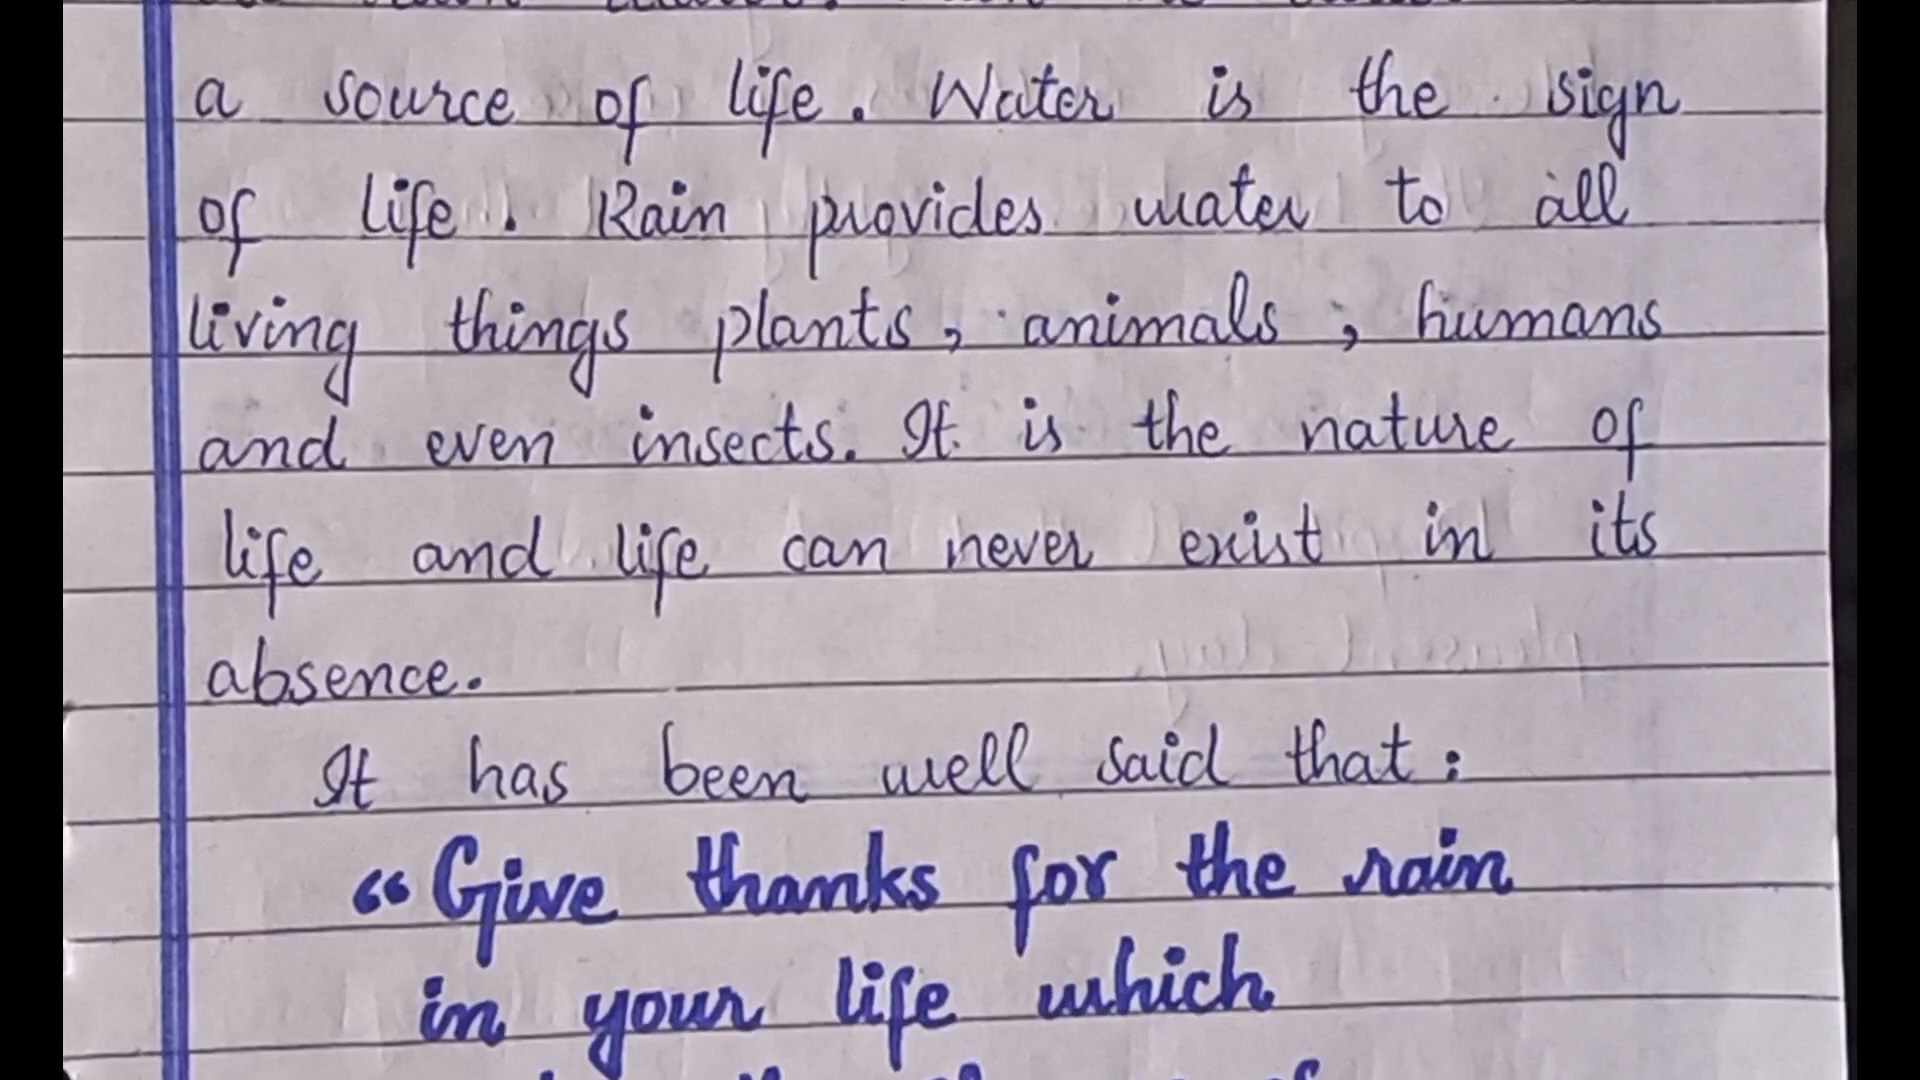 a source of life. Water is the sign
of life. Rain provides water to all
living things plants, animals, humans
and even insects. It is the nature of
life and life can never exist in its
absence.
It has been well said that:
“Give thanks for the rain
in your life which